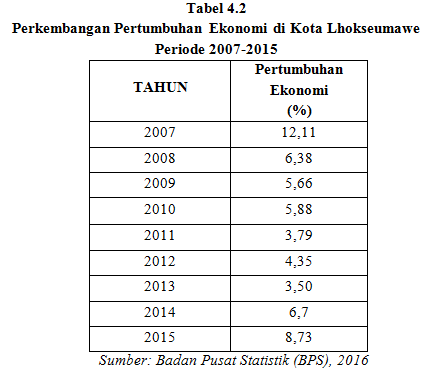 Tabel 4.2
Perkembangan Pertumbuhan Ekonomi di Kota Lhokseumawe
Periode 2007-2015
TAHUN Pertumbuhan
Ekonomi
(%)
2007 12,11
2008 6,38
2009 5,66
2010 5,88
2011 3,79
2012 4,35
2013 3,50
2014 6,7
2015 8,73
Sumber: Badan Pusat Statistik (BPS), 2016